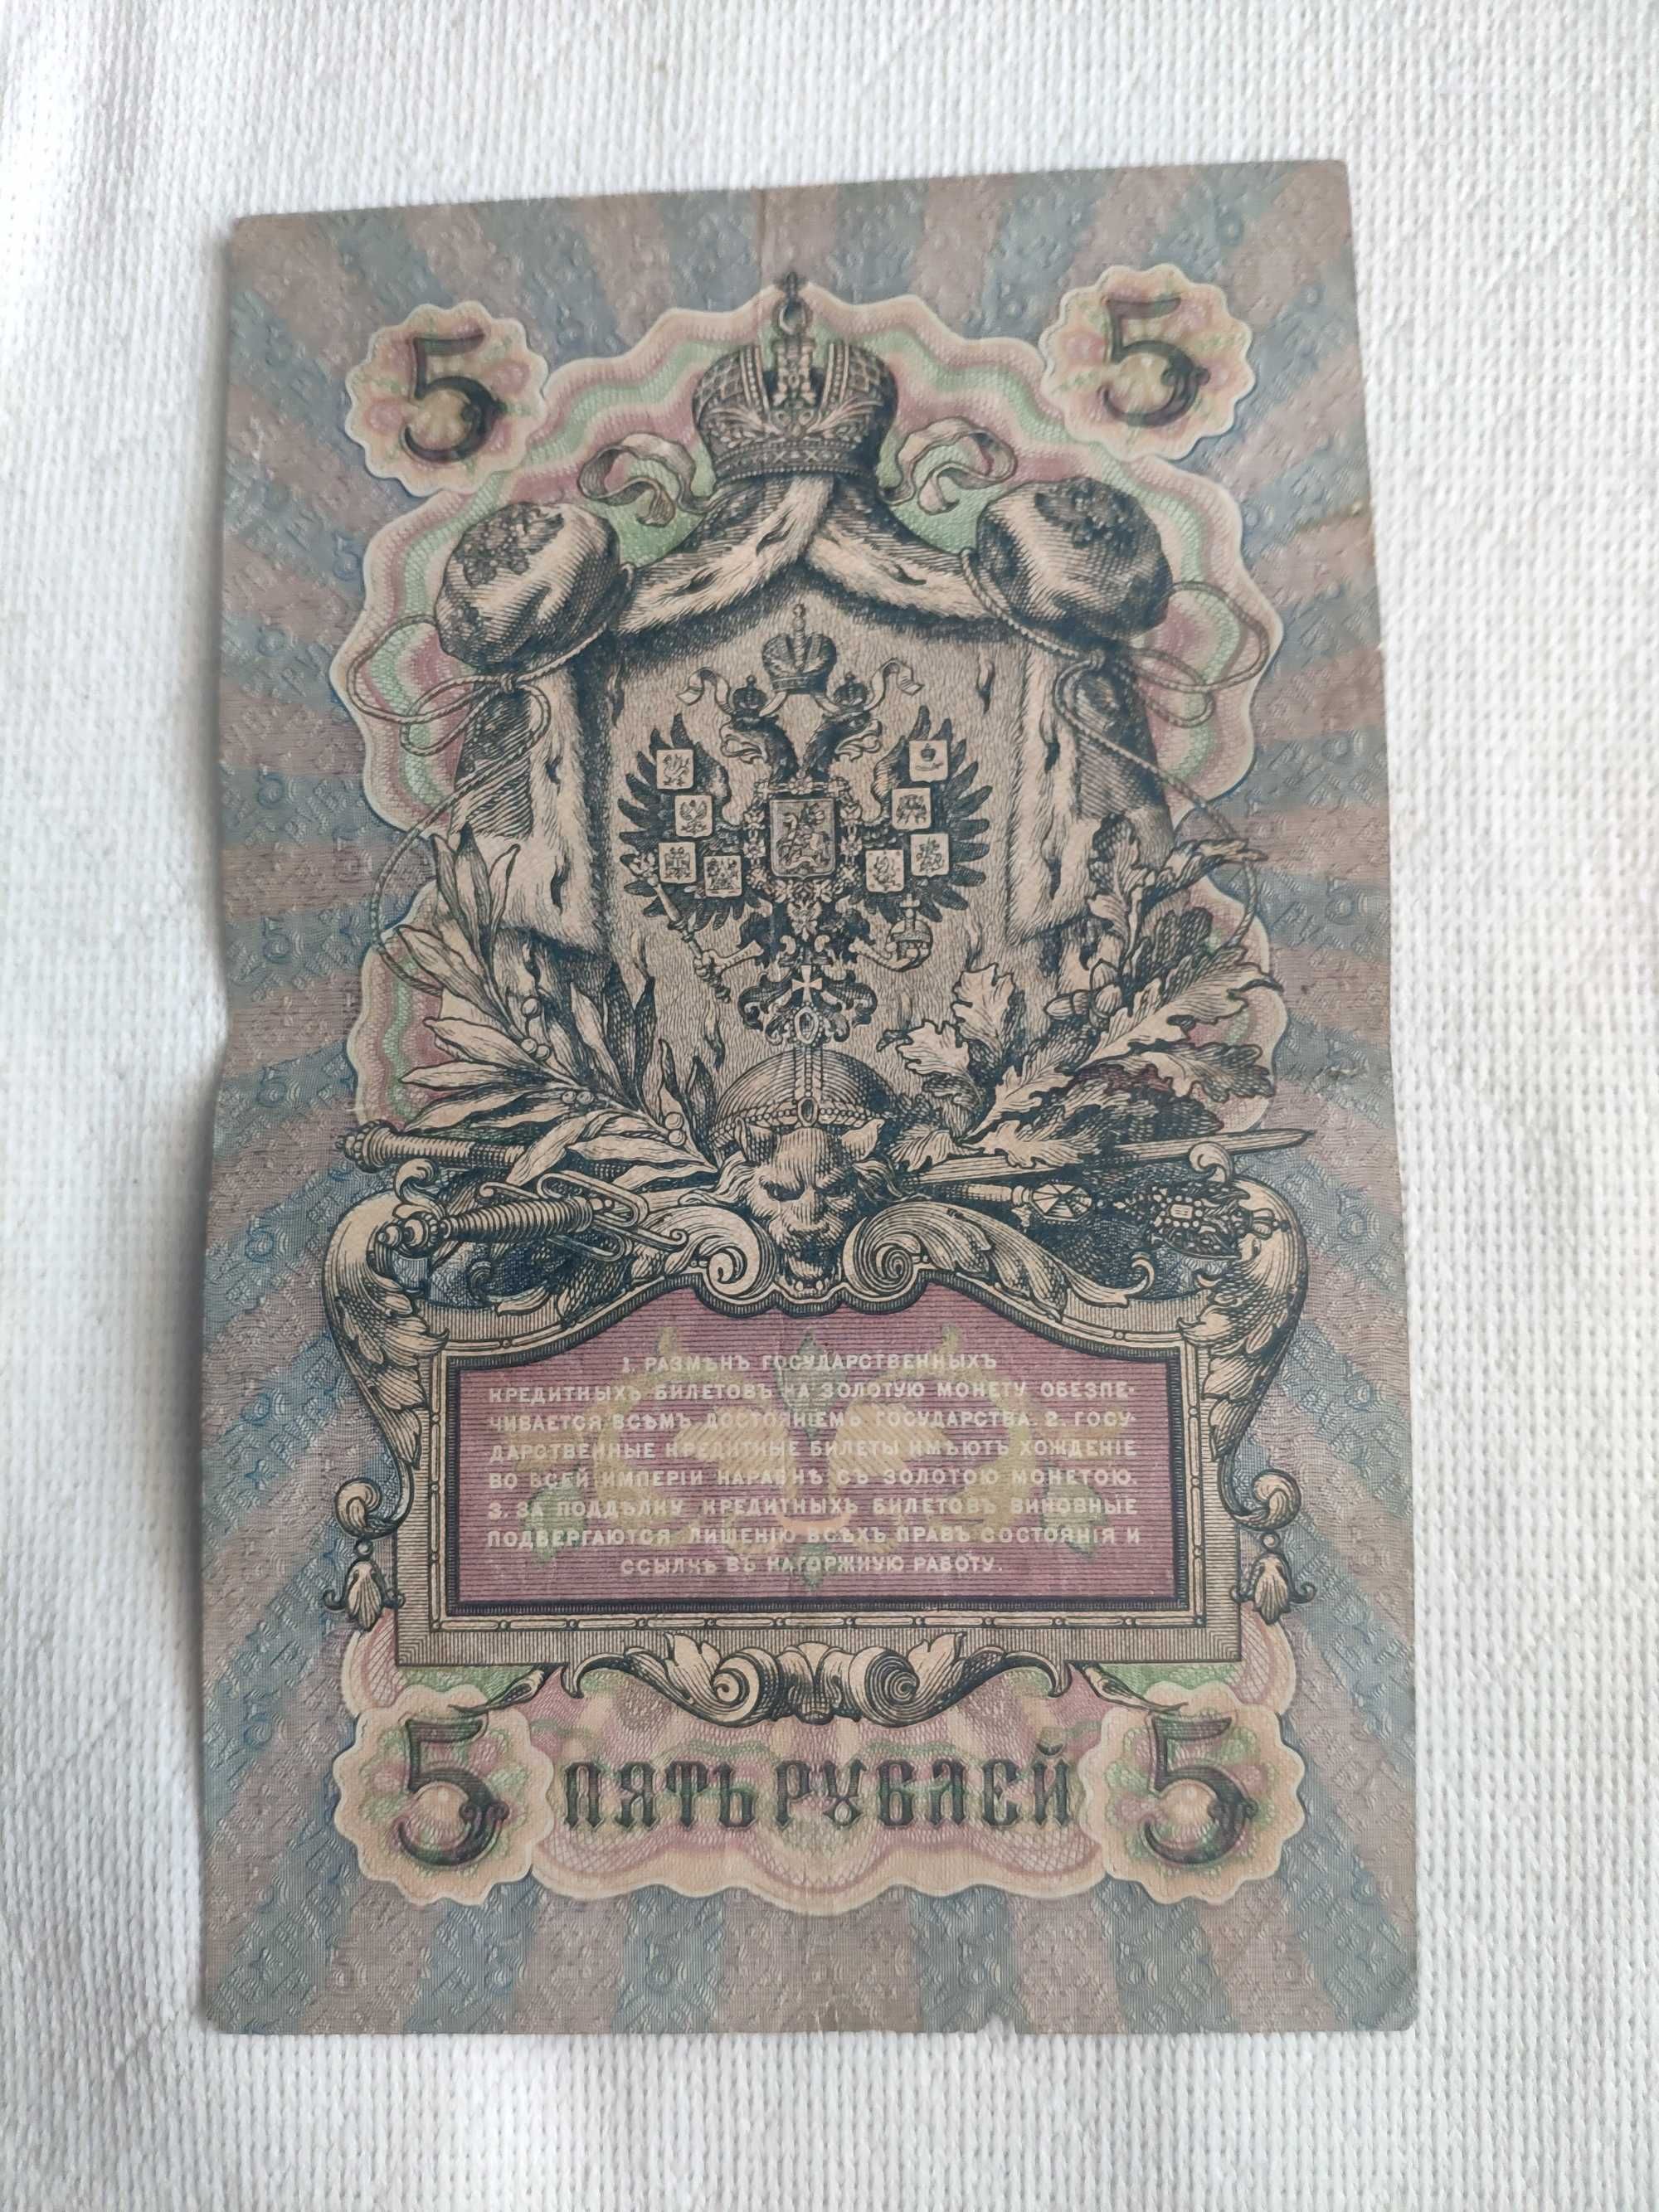 5 5
1. РАЗМѢНЪ ГОСУДАРСТВЕННЫХЪ
КРЕДИТНЫХЪ БИЛЕТОВЪ НА ЗОЛОТУЮ МОНЕТУ ОБЕЗПЕ-
ЧИВАЕТСЯ ВСѢМЪ ДОСТОЯНІЕМЪ ГОСУДАРСТВА. 2. ГОСУ-
ДАРСТВЕННЫЕ КРЕДИТНЫЕ БИЛЕТЫ ИМѢЮТЪ ХОЖДЕНІЕ
ВО ВСЕЙ ИМПЕРІИ НАРАВНѢ СЪ ЗОЛОТОЮ МОНЕТОЮ.
3. ЗА ПОДДѢЛКУ КРЕДИТНЫХЪ БИЛЕТОВЪ ВИНОВНЫЕ
ПОДВЕРГАЮТСЯ ЛИШЕНІЮ ВСѢХЪ ПРАВЪ СОСТОЯНІЯ И
ССЫЛКѢ ВЪ КАТОРЖНУЮ РАБОТУ.
5 ПЯТЬ РУБЛЕЙ 5